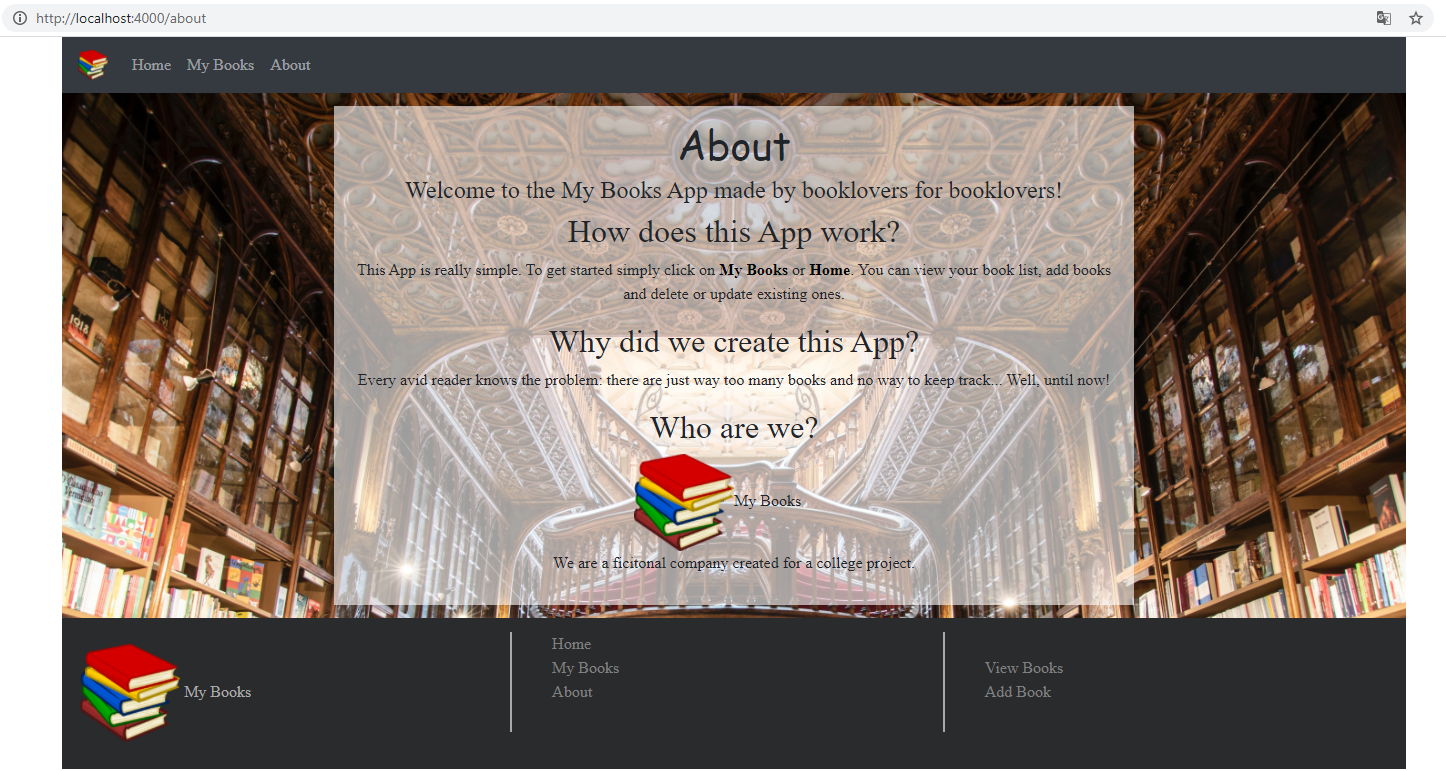 http://localhost:4000/about
Home My Books About
About
Welcome to the My Books App made by booklovers for booklovers!
How does this App work?
This App is really simple. To get started simply click on My Books or Home. You can view your book list, add books
and delete or update existing ones.
Why did we create this App?
Every avid reader knows the problem: there are just way too many books and no way to keep track... Well, until now!
Who are we?
My Books
We are a ficitonal company created for a college project.
My Books
Home
My Books
About
View Books
Add Book
1918